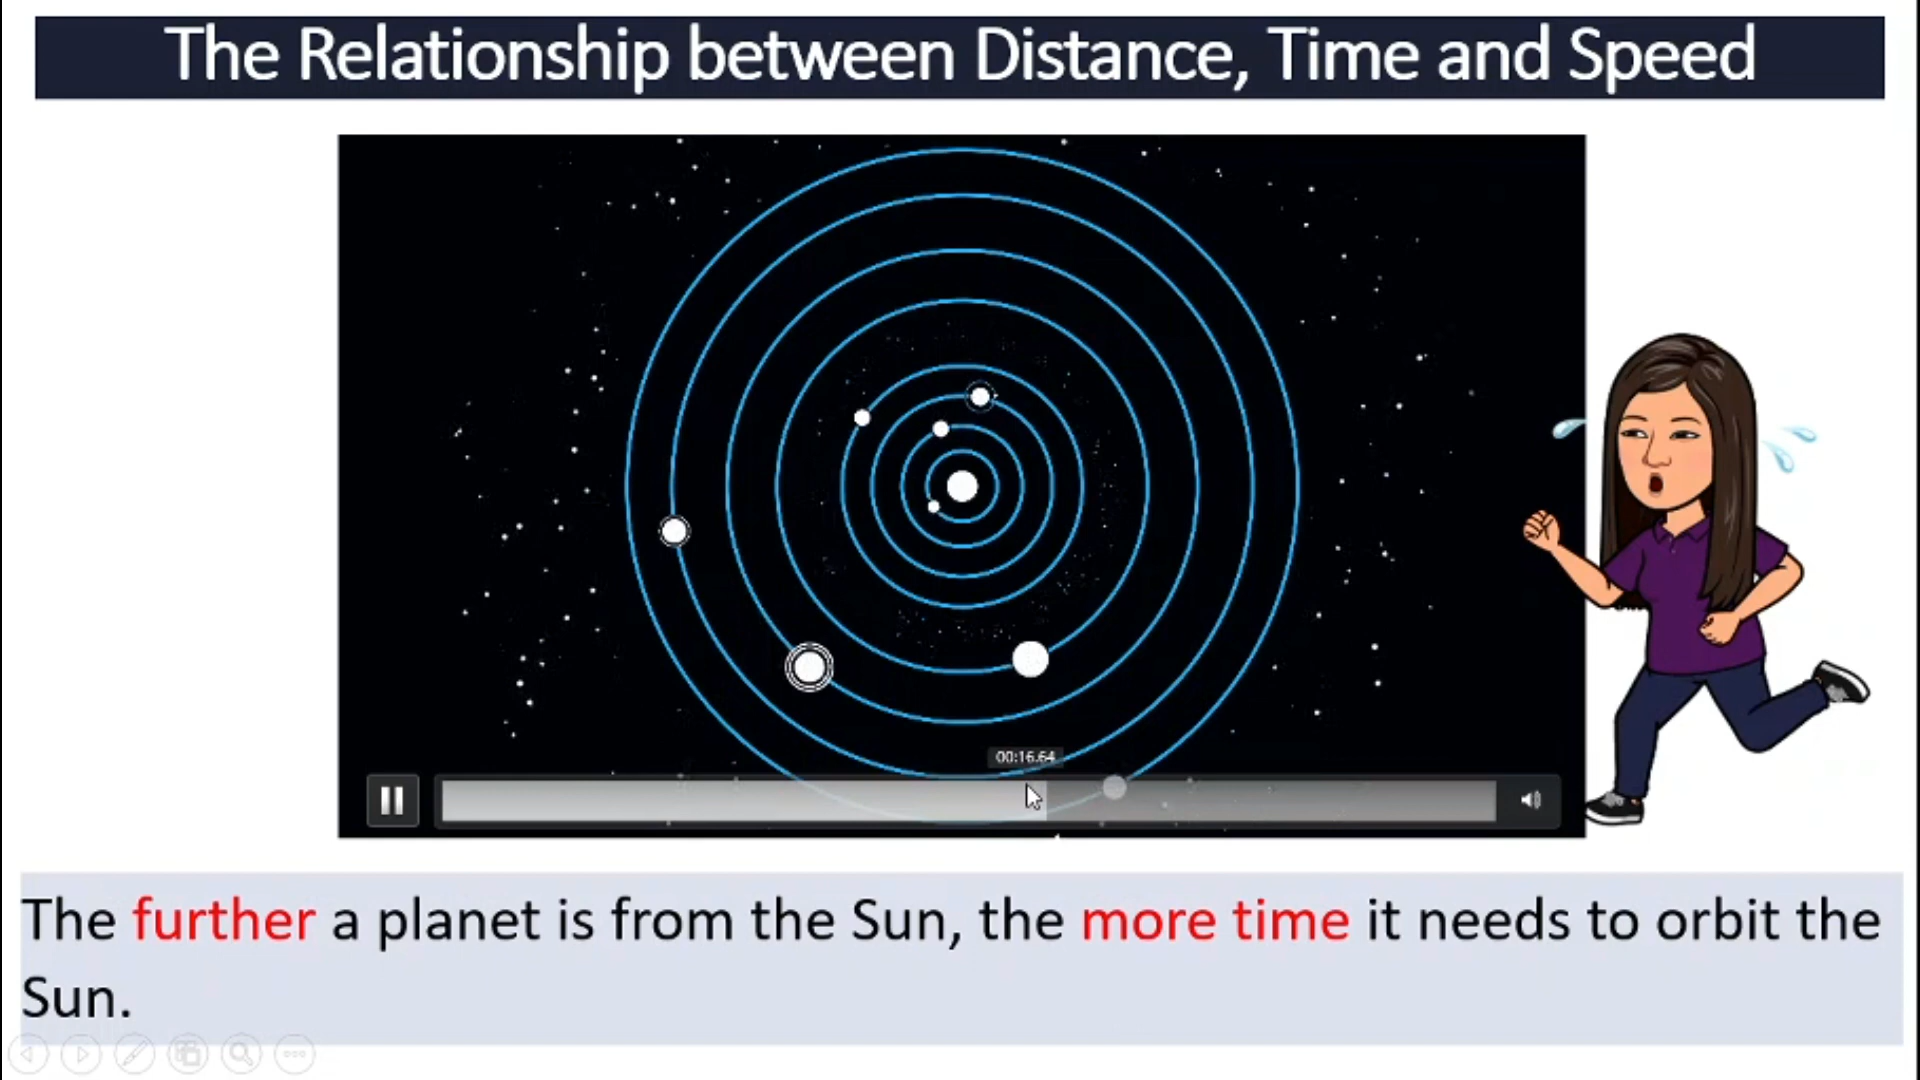 The Relationship between Distance, Time and Speed
00:16.64
The further a planet is from the Sun, the more time it needs to orbit the
Sun.